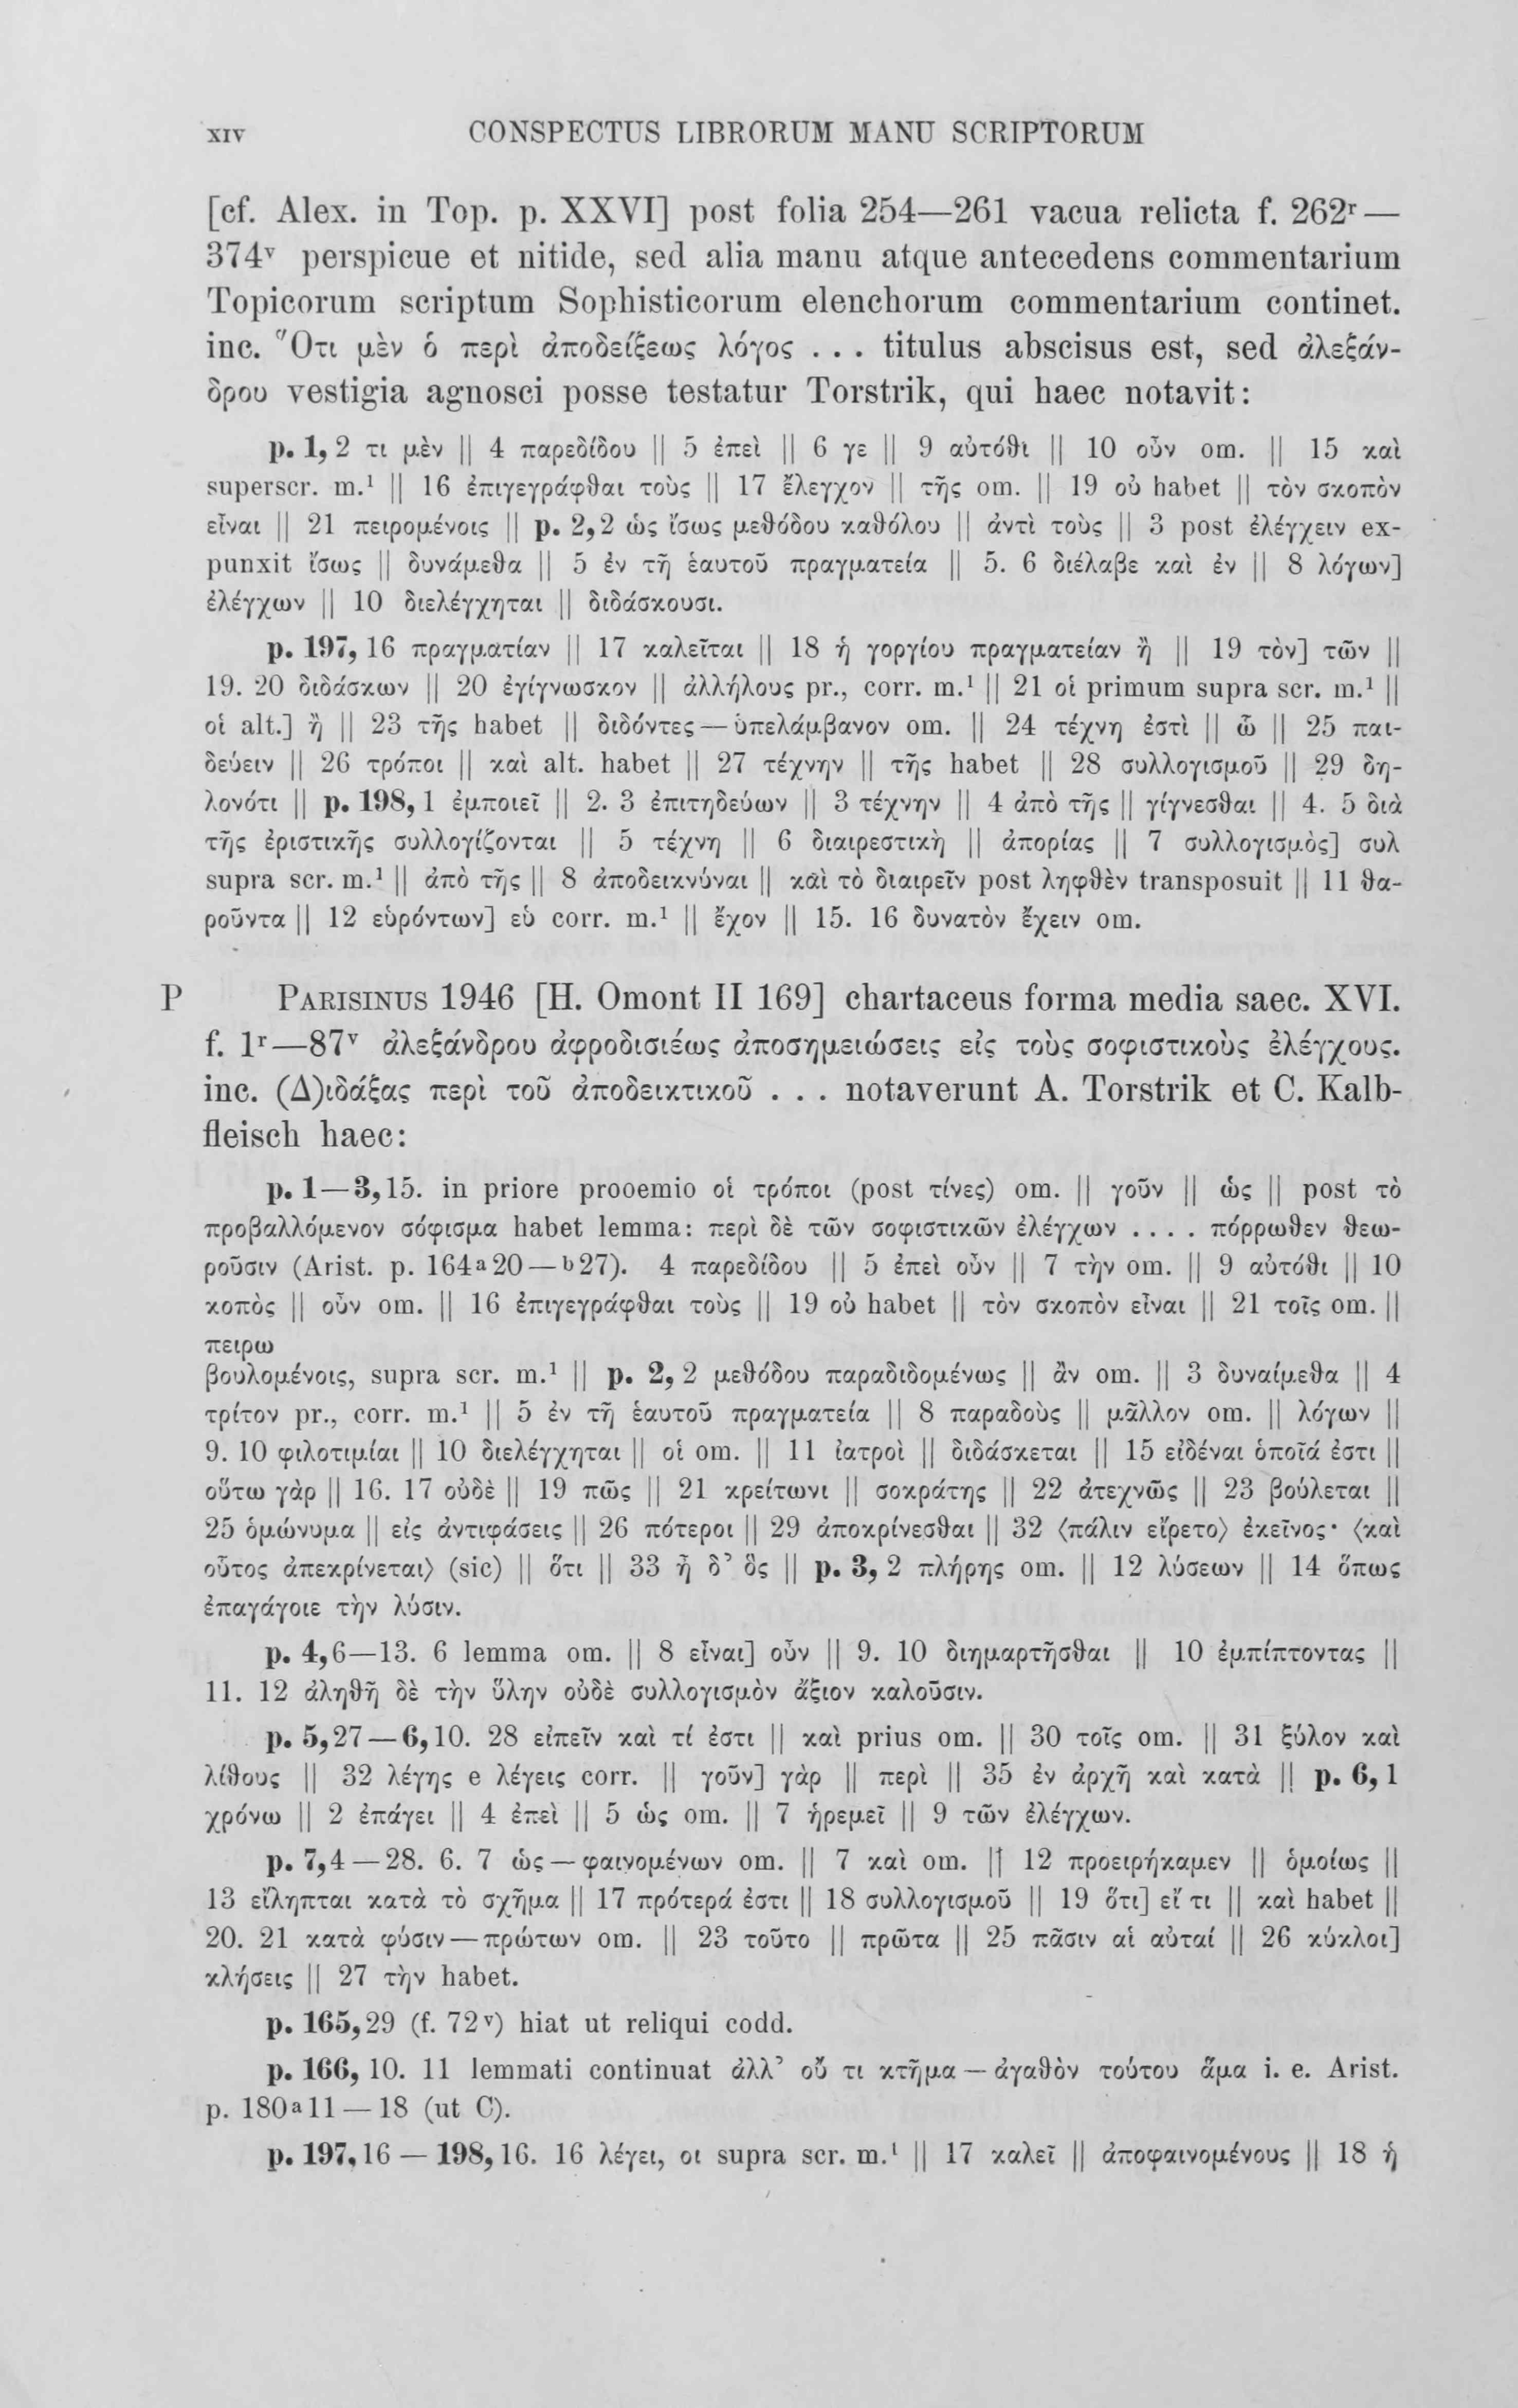 XIV CONSPECTUS LIBRORUM MANU SCRIPTORUM
[cf. Alex. in Top. p. XXVI] post folia 254—261 vacua relicta f. 262ʳ—
374ᵛ perspicue et nitide, sed alia manu atque antecedens commentarium
Topicorum scriptum Sophisticorum elenchorum commentarium continet.
inc. Ὅτι μὲν ὁ περὶ ἀποδείξεως λόγος . . . titulus abscisus est, sed ἀλεξάν-
δρου vestigia agnosci posse testatur Torstrik, qui haec notavit:
p. 1, 2 τι μὲν || 4 παρεδίδου || 5 ἐπεὶ || 6 γε || 9 αὐτόθι || 10 οὖν om. || 15 καὶ
superscr. m.¹ || 16 ἐπιγεγράφθαι τοὺς || 17 ἔλεγχον || τῆς om. || 19 οὐ habet || τὸν σκοπὸν
εἶναι || 21 πειρομένοις || p. 2, 2 ὡς ἴσως μεθόδου καθόλου || ἀντὶ τοὺς || 3 post ἐλέγχειν ex-
punxit ἴσως || δυνάμεθα || 5 ἐν τῆ ἑαυτοῦ πραγματεία || 5. 6 διέλαβε καὶ ἐν || 8 λόγων]
ἐλέγχων || 10 διελέγχηται || διδάσκουσι.
p. 197, 16 πραγματίαν || 17 καλεῖται || 18 ἡ γοργίου πραγματείαν ἢ || 19 τὸν] τῶν ||
19. 20 διδάσκων || 20 ἐγίγνωσκον || ἀλλήλους pr., corr. m.¹ || 21 οἱ primum supra scr. m.¹ ||
οἱ alt.] ἢ || 23 τῆς habet || διδόντες — ὑπελάμβανον om. || 24 τέχνη ἐστὶ || ὦ || 25 παι-
δεύειν || 26 τρόποι || καὶ alt. habet || 27 τέχνην || τῆς habet || 28 συλλογισμοῦ || 29 δη-
λονότι || p. 198, 1 ἐμποιεῖ || 2. 3 ἐπιτηδεύων || 3 τέχνην || 4 ἀπὸ τῆς || γίγνεσθαι || 4. 5 διὰ
τῆς ἐριστικῆς συλλογίζονται || 5 τέχνη || 6 διαιρεστικὴ || ἀπορίας || 7 συλλογισμὸς] συλ
supra scr. m.¹ || ἀπὸ τῆς || 8 ἀποδεικνύναι || καὶ τὸ διαιρεῖν post ληφθὲν transposuit || 11 θα-
ροῦντα || 12 εὑρόντων] εὑ corr. m.¹ || ἔχον || 15. 16 δυνατὸν ἔχειν om.
P PARISINUS 1946 [H. Omont II 169] chartaceus forma media saec. XVI.
f. 1ʳ—87ᵛ ἀλεξάνδρου ἀφροδισιέως ἀποσημειώσεις εἰς τοὺς σοφιστικοὺς ἐλέγχους.
inc. (Δ)ιδάξας περὶ τοῦ ἀποδεικτικοῦ . . . notaverunt A. Torstrik et C. Kalb-
fleisch haec:
p. 1—3, 15. in priore prooemio οἱ τρόποι (post τίνες) om. || γοῦν || ὡς || post τὸ
προβαλλόμενον σόφισμα habet lemma: περὶ δὲ τῶν σοφιστικῶν ἐλέγχων . . . . πόρρωθεν θεω-
ροῦσιν (Arist. p. 164ᵃ20 — ᵇ27). 4 παρεδίδου || 5 ἐπεὶ οὖν || 7 τὴν om. || 9 αὐτόθι || 10
κοπὸς || οὖν om. || 16 ἐπιγεγράφθαι τοὺς || 19 οὐ habet || τὸν σκοπὸν εἶναι || 21 τοῖς om. ||
πειρω
βουλομένοις, supra scr. m.¹ || p. 2, 2 μεθόδου παραδιδομένως || ἂν om. || 3 δυναίμεθα || 4
τρίτον pr., corr. m.¹ || 5 ἐν τῆ ἑαυτοῦ πραγματεία || 8 παραδοὺς || μᾶλλον om. || λόγων ||
9. 10 φιλοτιμίαι || 10 διελέγχηται || οἱ om. || 11 ἰατροὶ || διδάσκεται || 15 εἰδέναι ὁποῖά ἐστι ||
οὕτω γὰρ || 16. 17 οὐδὲ || 19 πῶς || 21 κρείτωνι || σοκράτης || 22 ἀτεχνῶς || 23 βούλεται ||
25 ὁμώνυμα || εἰς ἀντιφάσεις || 26 πότεροι || 29 ἀποκρίνεσθαι || 32 ⟨πάλιν εἴρετο⟩ ἐκεῖνος· ⟨καὶ
οὗτος ἀπεκρίνεται⟩ (sic) || ὅτι || 33 ἦ δ’ ὃς || p. 3, 2 πλήρης om. || 12 λύσεων || 14 ὅπως
ἐπαγάγοιε τὴν λύσιν.
p. 4, 6—13. 6 lemma om. || 8 εἶναι] οὖν || 9. 10 διημαρτῆσθαι || 10 ἐμπίπτοντας ||
11. 12 ἀληθῆ δὲ τὴν ὕλην οὐδὲ συλλογισμὸν ἄξιον καλοῦσιν.
p. 5, 27 — 6, 10. 28 εἰπεῖν καὶ τί ἐστι || καὶ prius om. || 30 τοῖς om. || 31 ξύλον καὶ
λίθους || 32 λέγης e λέγεις corr. || γοῦν] γὰρ || περὶ || 35 ἐν ἀρχῆ καὶ κατὰ || p. 6, 1
χρόνω || 2 ἐπάγει || 4 ἐπεὶ || 5 ὡς om. || 7 ἠρεμεῖ || 9 τῶν ἐλέγχων.
p. 7, 4 — 28. 6. 7 ὡς — φαινομένων om. || 7 καὶ om. || 12 προειρήκαμεν || ὁμοίως ||
13 εἴληπται κατὰ τὸ σχῆμα || 17 πρότερά ἐστι || 18 συλλογισμοῦ || 19 ὅτι] εἴ τι || καὶ habet ||
20. 21 κατὰ φύσιν — πρώτων om. || 23 τοῦτο || πρῶτα || 25 πᾶσιν αἱ αὐταί || 26 κύκλοι]
κλήσεις || 27 τὴν habet.
p. 165, 29 (f. 72ᵛ) hiat ut reliqui codd.
p. 166, 10. 11 lemmati continuat ἀλλ’ οὔ τι κτῆμα — ἀγαθὸν τούτου ἅμα i. e. Arist.
p. 180ᵃ11 — 18 (ut C).
p. 197, 16 — 198, 16. 16 λέγει, οι supra scr. m.¹ || 17 καλεῖ || ἀποφαινομένους || 18 ἡ